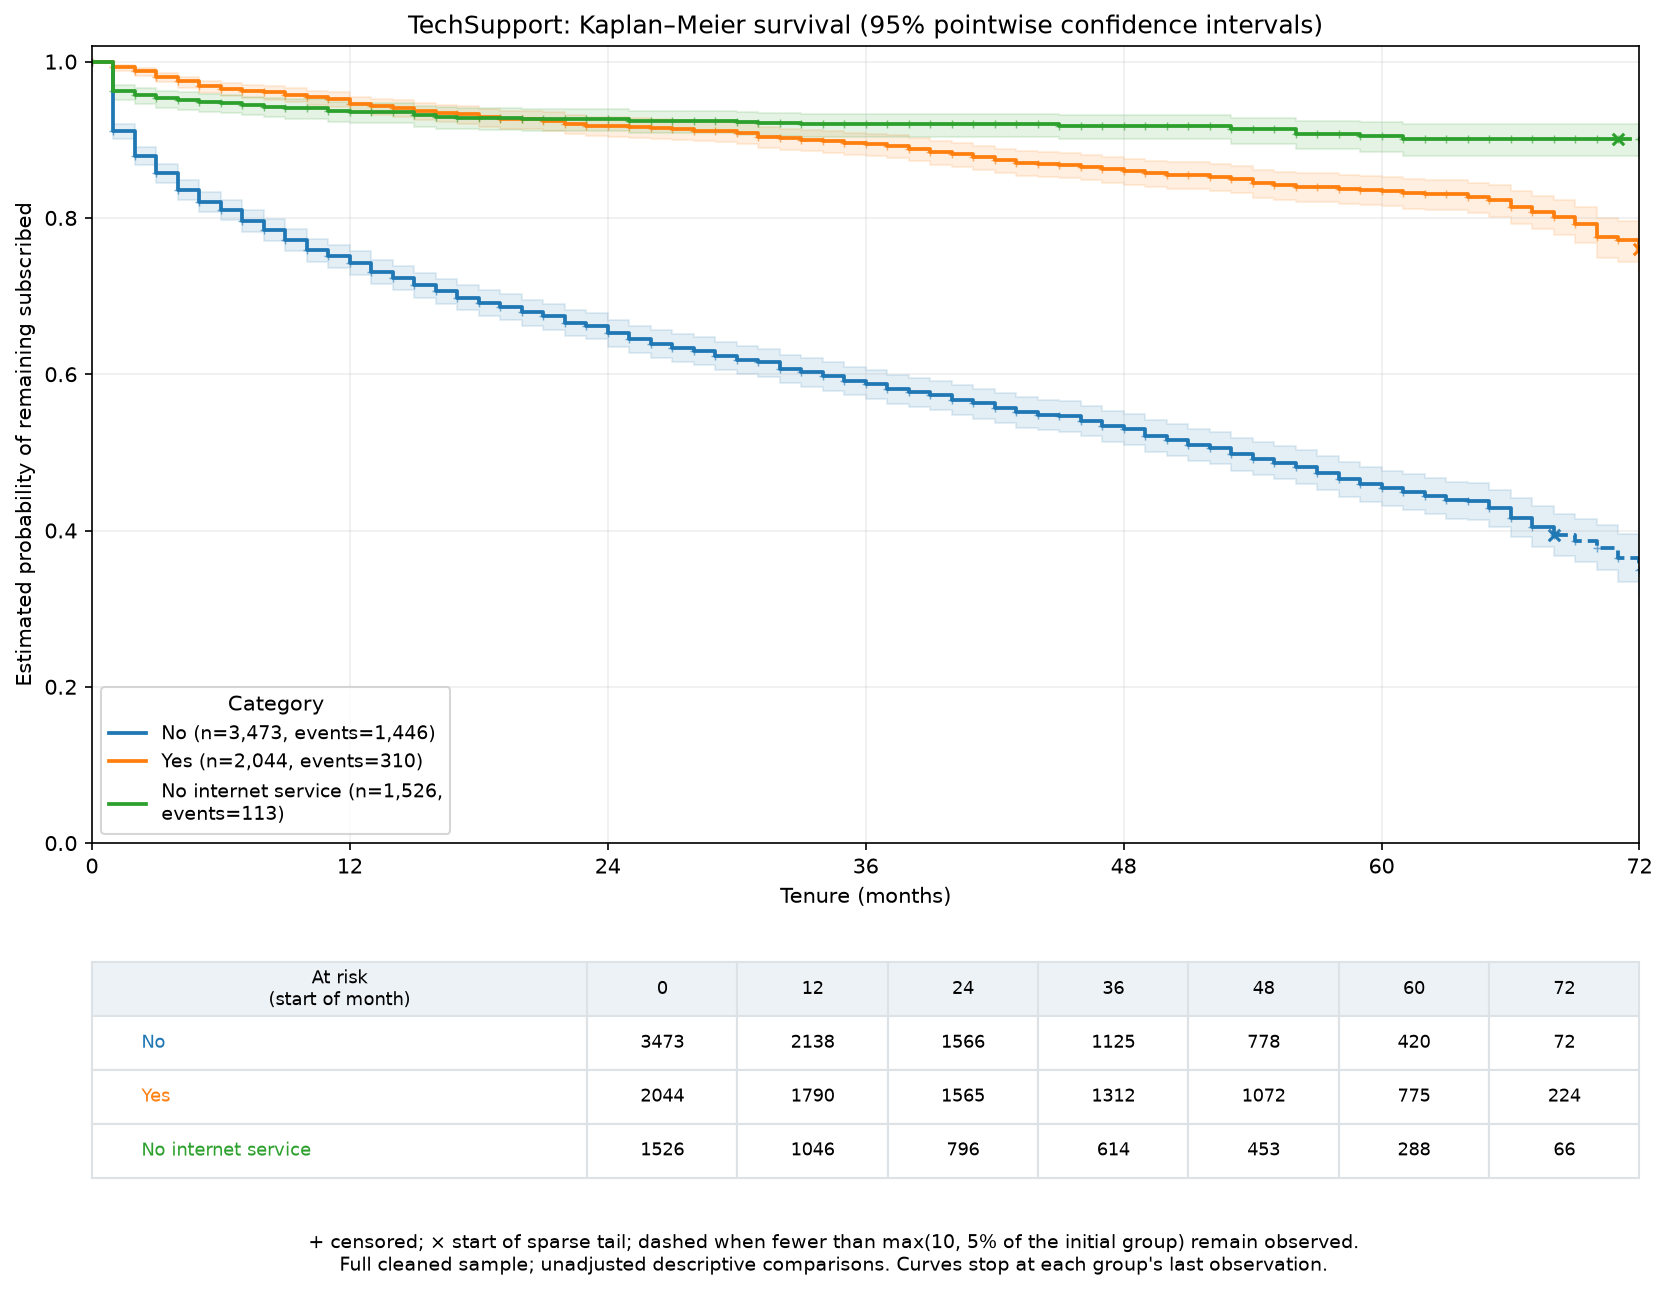 TechSupport: Kaplan–Meier survival (95% pointwise confidence intervals)
Estimated probability of remaining subscribed
1.0
0.8
0.6
0.4
0.2
0.0
Category
No (n=3,473, events=1,446)
Yes (n=2,044, events=310)
No internet service (n=1,526,
events=113)
0 12 24 36 48 60 72
Tenure (months)
At risk
(start of month) 0 12 24 36 48 60 72
No 3473 2138 1566 1125 778 420 72
Yes 2044 1790 1565 1312 1072 775 224
No internet service 1526 1046 796 614 453 288 66
+ censored; × start of sparse tail; dashed when fewer than max(10, 5% of the initial group) remain observed.
Full cleaned sample; unadjusted descriptive comparisons. Curves stop at each group's last observation.